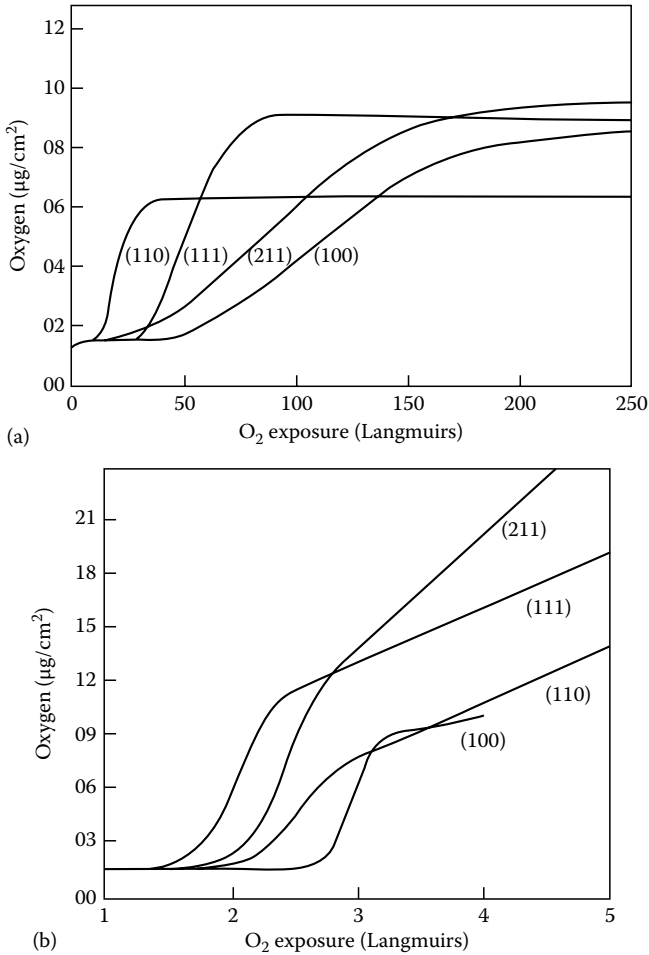 12
10
08
06
04
02
00
Oxygen (μg/cm²)
(110) (111) (211) (100)
0 50 100 150 200 250
(a) O₂ exposure (Langmuirs)
21
18
15
12
09
06
03
00
Oxygen (μg/cm²)
(211)
(111)
(110)
(100)
1 2 3 4 5
(b) O₂ exposure (Langmuirs)